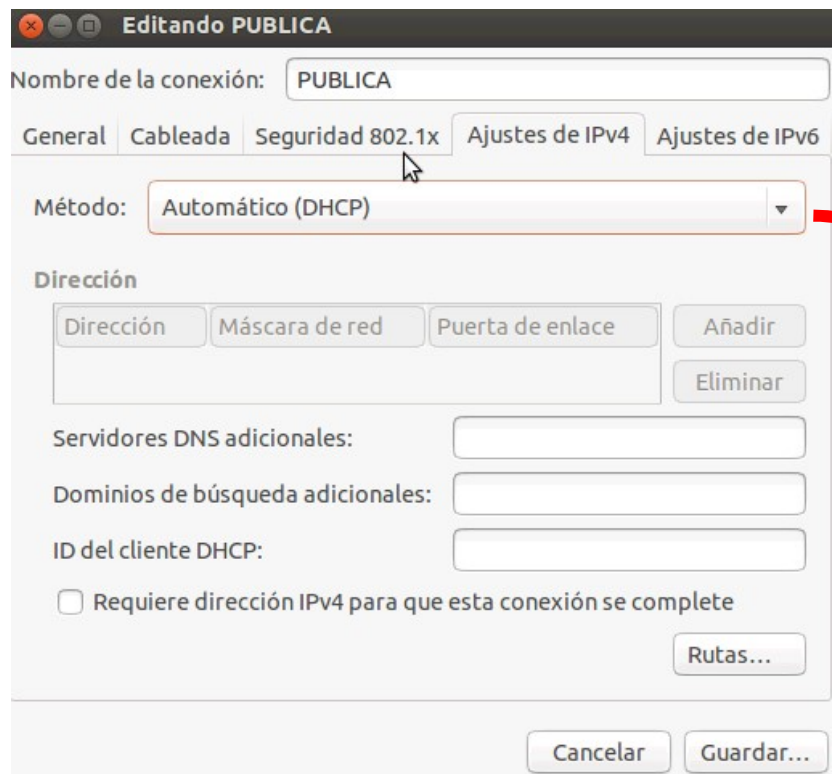 Editando PUBLICA
Nombre de la conexión: PUBLICA
General Cableada Seguridad 802.1x Ajustes de IPv4 Ajustes de IPv6
Método: Automático (DHCP)
Dirección
Dirección Máscara de red Puerta de enlace Añadir
Eliminar
Servidores DNS adicionales:
Dominios de búsqueda adicionales:
ID del cliente DHCP:
Requiere dirección IPv4 para que esta conexión se complete
Rutas...
Cancelar Guardar...